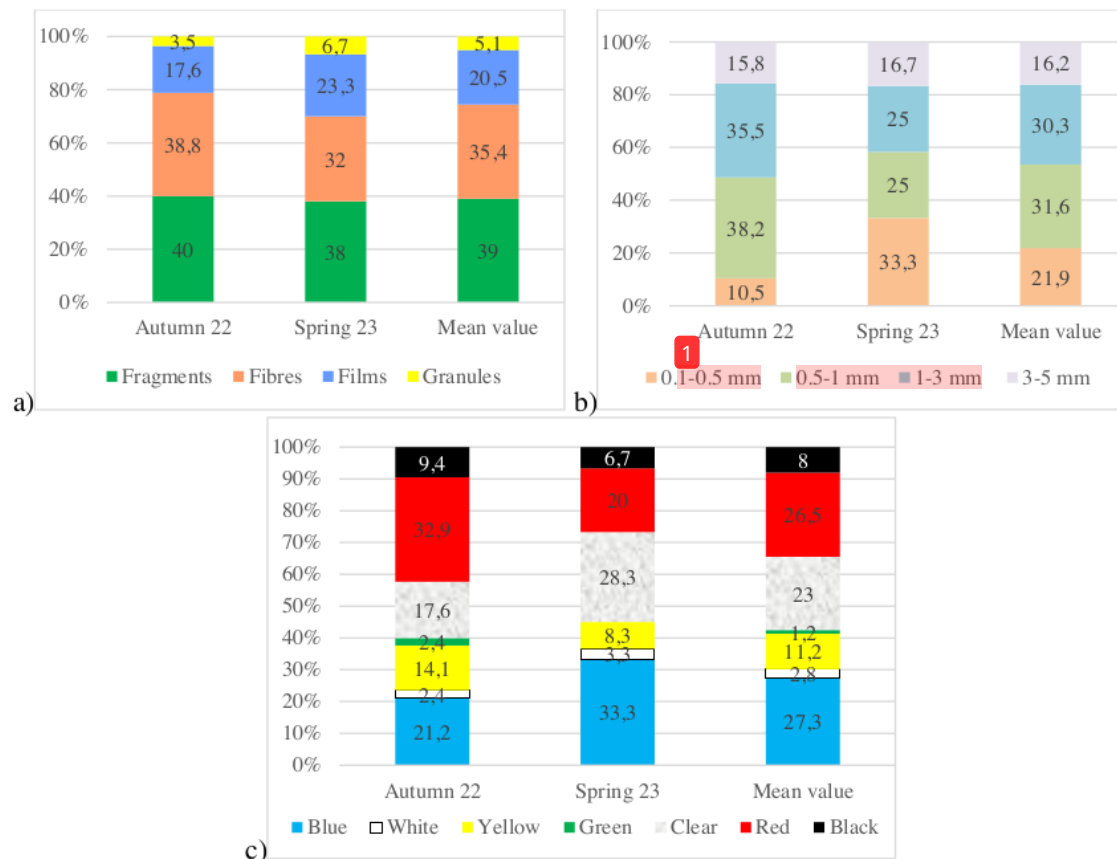 100%
80%
60%
40%
20%
0%
3,5 6,7 5,1
17,6 23,3 20,5
38,8 32 35,4
40 38 39
Autumn 22 Spring 23 Mean value
Fragments Fibres Films Granules
a)
100%
80%
60%
40%
20%
0%
15,8 16,7 16,2
35,5 25 30,3
38,2 25 31,6
10,5 33,3 21,9
Autumn 22 Spring 23 Mean value
1
0.1-0.5 mm 0.5-1 mm 1-3 mm 3-5 mm
b)
100%
90%
80%
70%
60%
50%
40%
30%
20%
10%
0%
9,4 6,7 8
32,9 20 26,5
17,6 28,3 23
2,4 1,2
14,1 8,3 11,2
2,4 3,3 2,8
21,2 33,3 27,3
Autumn 22 Spring 23 Mean value
Blue White Yellow Green Clear Red Black
c)